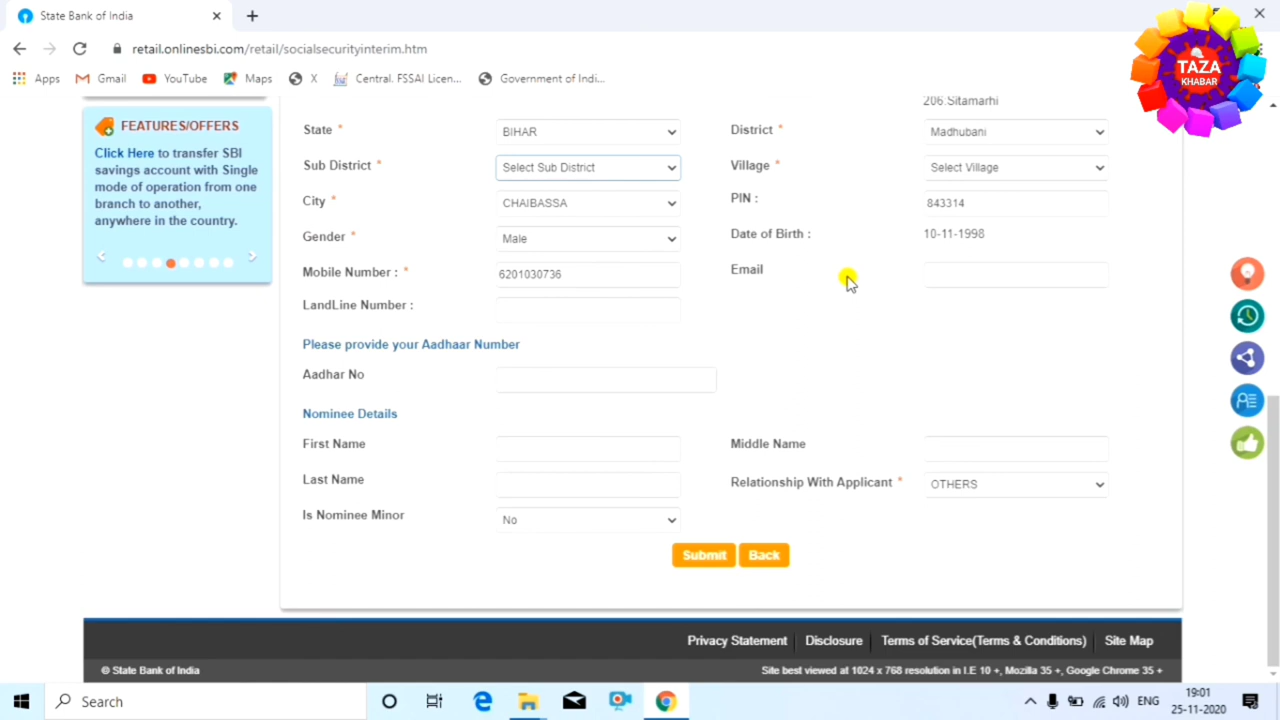 State Bank of India
retail.onlinesbi.com/retail/socialsecurityinterim.htm
Apps Gmail YouTube Maps X Central. FSSAI Licen... Government of Indi...
TAZA
KHABAR
FEATURES/OFFERS
Click Here to transfer SBI
savings account with Single
mode of operation from one
branch to another,
anywhere in the country.
206.Sitamarhi
State * BIHAR District * Madhubani
Sub District * Select Sub District Village * Select Village
City * CHAIBASSA PIN : 843314
Gender * Male Date of Birth : 10-11-1998
Mobile Number : * 6201030736 Email
LandLine Number :
Please provide your Aadhaar Number
Aadhar No
Nominee Details
First Name Middle Name
Last Name Relationship With Applicant * OTHERS
Is Nominee Minor No
Submit Back
Privacy Statement Disclosure Terms of Service(Terms & Conditions) Site Map
© State Bank of India Site best viewed at 1024 x 768 resolution in I.E 10 +, Mozilla 35 +, Google Chrome 35 +
Search ENG 19:01
25-11-2020